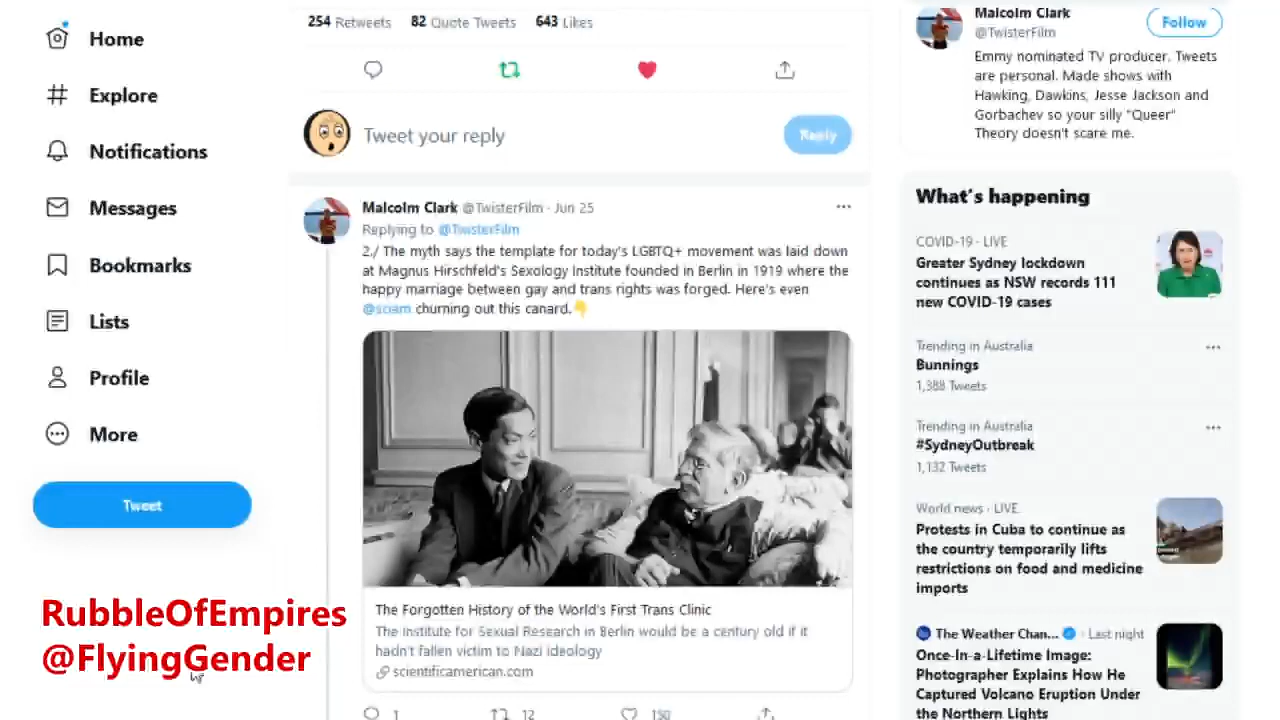 Home
Explore
Notifications
Messages
Bookmarks
Lists
Profile
More
Tweet
RubbleOfEmpires
@FlyingGender
254 Retweets 82 Quote Tweets 643 Likes
Tweet your reply
Reply
Malcolm Clark @TwisterFilm · Jun 25
Replying to @TwisterFilm
2./ The myth says the template for today's LGBTQ+ movement was laid down
at Magnus Hirschfeld's Sexology Institute founded in Berlin in 1919 where the
happy marriage between gay and trans rights was forged. Here's even
@sciam churning out this canard.👇
The Forgotten History of the World's First Trans Clinic
The Institute for Sexual Research in Berlin would be a century old if it
hadn't fallen victim to Nazi ideology
scientificamerican.com
1 12 150
Malcolm Clark
@TwisterFilm
Follow
Emmy nominated TV producer. Tweets
are personal. Made shows with
Hawking, Dawkins, Jesse Jackson and
Gorbachev so your silly "Queer"
Theory doesn't scare me.
What's happening
COVID-19 · LIVE
Greater Sydney lockdown
continues as NSW records 111
new COVID-19 cases
Trending in Australia
Bunnings
1,388 Tweets
Trending in Australia
#SydneyOutbreak
1,132 Tweets
World news · LIVE
Protests in Cuba to continue as
the country temporarily lifts
restrictions on food and medicine
imports
The Weather Chan... · Last night
Once-In-a-Lifetime Image:
Photographer Explains How He
Captured Volcano Eruption Under
the Northern Lights